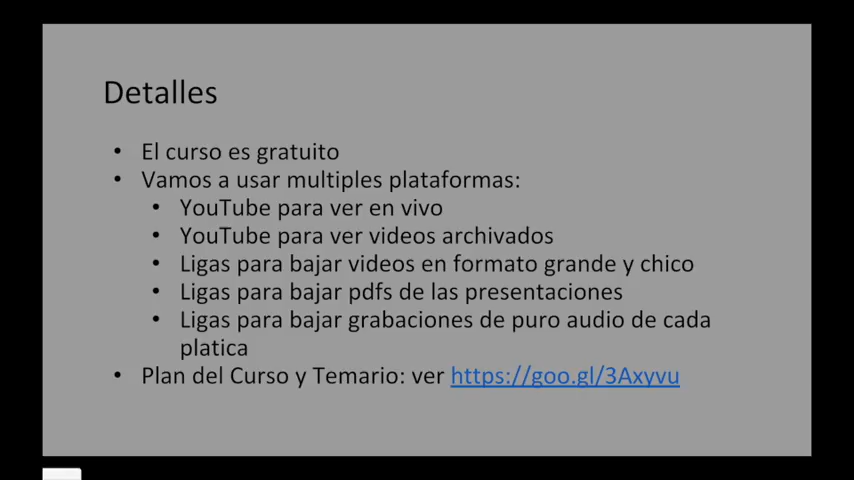 Detalles
• El curso es gratuito
• Vamos a usar multiples plataformas:
• YouTube para ver en vivo
• YouTube para ver videos archivados
• Ligas para bajar videos en formato grande y chico
• Ligas para bajar pdfs de las presentaciones
• Ligas para bajar grabaciones de puro audio de cada
platica
• Plan del Curso y Temario: ver https://goo.gl/3Axyvu